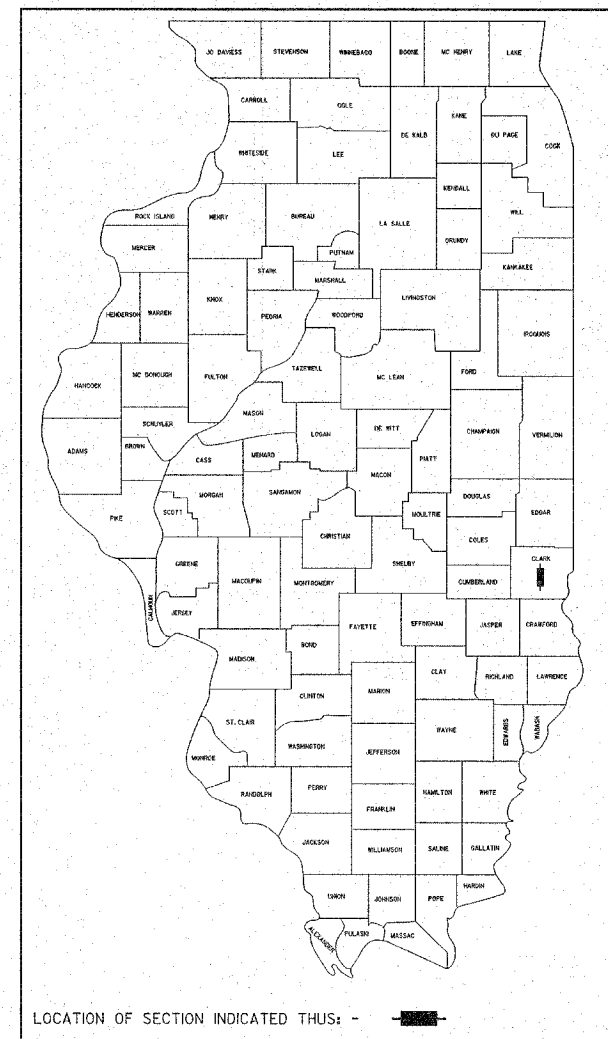 JO DAVIESS STEVENSON WINNEBAGO BOONE MC HENRY LAKE
CARROLL OGLE DE KALB KANE DU PAGE COOK
WHITESIDE LEE KENDALL WILL
ROCK ISLAND HENRY BUREAU LA SALLE GRUNDY
MERCER PUTNAM KANKAKEE
STARK MARSHALL LIVINGSTON
HENDERSON WARREN KNOX PEORIA WOODFORD IROQUOIS
HANCOCK MC DONOUGH FULTON TAZEWELL MC LEAN FORD
SCHUYLER MASON LOGAN DE WITT CHAMPAIGN VERMILION
ADAMS BROWN CASS MENARD PIATT
MACON
PIKE SCOTT MORGAN SANGAMON MOULTRIE DOUGLAS EDGAR
CHRISTIAN COLES
GREENE MACOUPIN MONTGOMERY SHELBY CUMBERLAND CLARK
CALHOUN JERSEY FAYETTE EFFINGHAM JASPER CRAWFORD
MADISON BOND
CLAY RICHLAND LAWRENCE
CLINTON MARION
ST. CLAIR WAYNE EDWARDS WABASH
MONROE WASHINGTON JEFFERSON
RANDOLPH PERRY HAMILTON WHITE
FRANKLIN
JACKSON WILLIAMSON SALINE GALLATIN
UNION JOHNSON POPE HARDIN
ALEXANDER PULASKI MASSAC
LOCATION OF SECTION INDICATED THUS: -